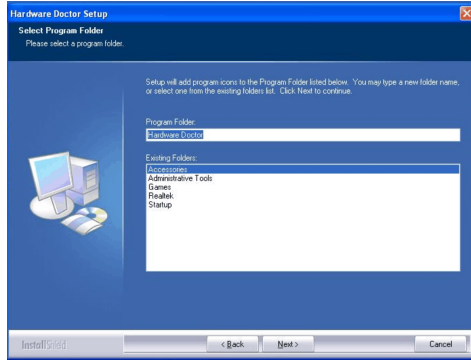 Hardware Doctor Setup
Select Program Folder
Please select a program folder.
Setup will add program icons to the Program Folder listed below. You may type a new folder name,
or select one from the existing folders list. Click Next to continue.
Program Folder:
Hardware Doctor
Existing Folders:
Accessories
Administrative Tools
Games
Realtek
Startup
InstallShield
< Back Next > Cancel